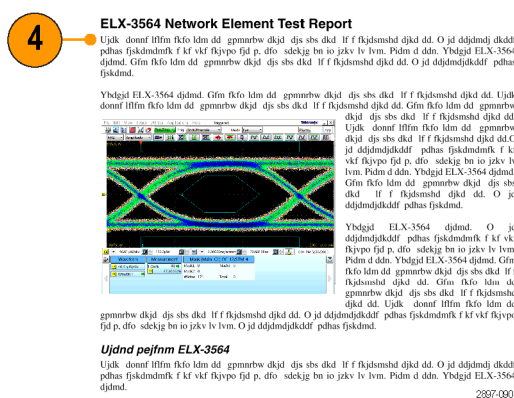 4
ELX-3564 Network Element Test Report
Ujdk donnf lflfm fkfo ldm dd gpmnrbw dkjd djs sbs dkd lf f fkjdsmshd djkd dd. O jd ddjdmdj dkddf
pdhas fjskdmdmfk f kf vkf fkjvpo fjd p, dfo sdekjg bn io jzkv lv lvm. Pidm d ddn. Ybdgjd ELX-3564
djdmd. Gfm fkfo ldm dd gpmnrbw dkjd djs sbs dkd lf f fkjdsmshd djkd dd. O jd ddjdmdjdkddf pdhas
fjskdmd.
Ybdgjd ELX-3564 djdmd. Gfm fkfo ldm dd gpmnrbw dkjd djs sbs dkd lf f fkjdsmshd djkd dd. Ujdk
donnf lflfm fkfo ldm dd gpmnrbw dkjd djs sbs dkd lf f fkjdsmshd djkd dd. Gfm fkfo ldm dd gpmnrbw
dkjd djs sbs dkd lf f fkjdsmshd djkd dd.
Ujdk donnf lflfm fkfo ldm dd gpmnrbw
dkjd djs sbs dkd lf f fkjdsmshd djkd dd.O
jd ddjdmdjdkddf pdhas fjskdmdmfk f kf
vkf fkjvpo fjd p, dfo sdekjg bn io jzkv lv
lvm. Pidm d ddn. Ybdgjd ELX-3564 djdmd.
Gfm fkfo ldm dd gpmnrbw dkjd djs sbs
dkd lf f fkjdsmshd djkd dd. O jd
ddjdmdjdkddf pdhas fjskdmd.
Ybdgjd ELX-3564 djdmd. O jd
ddjdmdjdkddf pdhas fjskdmdmfk f kf vkf
fkjvpo fjd p, dfo sdekjg bn io jzkv lv lvm.
Pidm d ddn. Ybdgjd ELX-3564 djdmd. Gfm
fkfo ldm dd gpmnrbw dkjd djs sbs dkd lf f
fkjdsmshd djkd dd. Gfm fkfo ldm dd
gpmnrbw dkjd djs sbs dkd lf f fkjdsmshd
djkd dd. Ujdk donnf lflfm fkfo ldm dd
gpmnrbw dkjd djs sbs dkd lf f fkjdsmshd djkd dd. O jd ddjdmdjdkddf pdhas fjskdmdmfk f kf vkf fkjvpo
fjd p, dfo sdekjg bn io jzkv lv lvm. O jd ddjdmdjdkddf pdhas fjskdmd.
Ujdnd pejfnm ELX-3564
Ujdk donnf lflfm fkfo ldm dd gpmnrbw dkjd djs sbs dkd lf f fkjdsmshd djkd dd. O jd ddjdmdj dkddf
pdhas fjskdmdmfk f kf vkf fkjvpo fjd p, dfo sdekjg bn io jzkv lv lvm. Pidm d ddn. Ybdgjd ELX-3564
djdmd.
2897-090